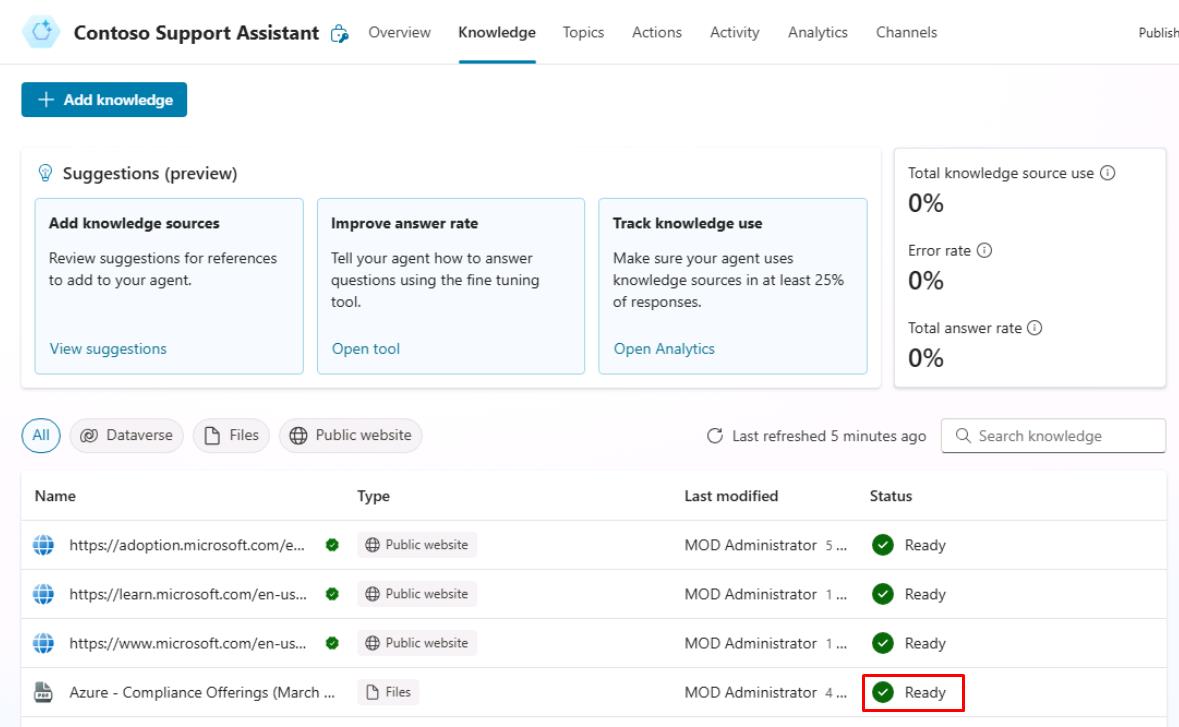 Contoso Support Assistant Overview Knowledge Topics Actions Activity Analytics Channels Publish
Add knowledge
Suggestions (preview)
Add knowledge sources
Review suggestions for references
to add to your agent.
View suggestions
Improve answer rate
Tell your agent how to answer
questions using the fine tuning
tool.
Open tool
Track knowledge use
Make sure your agent uses
knowledge sources in at least 25%
of responses.
Open Analytics
Total knowledge source use
0%
Error rate
0%
Total answer rate
0%
All Dataverse Files Public website Last refreshed 5 minutes ago Search knowledge
Name Type Last modified Status
https://adoption.microsoft.com/e... Public website MOD Administrator 5 ... Ready
https://learn.microsoft.com/en-us... Public website MOD Administrator 1 ... Ready
https://www.microsoft.com/en-us... Public website MOD Administrator 1 ... Ready
PDF Azure - Compliance Offerings (March ... Files MOD Administrator 4 ... Ready